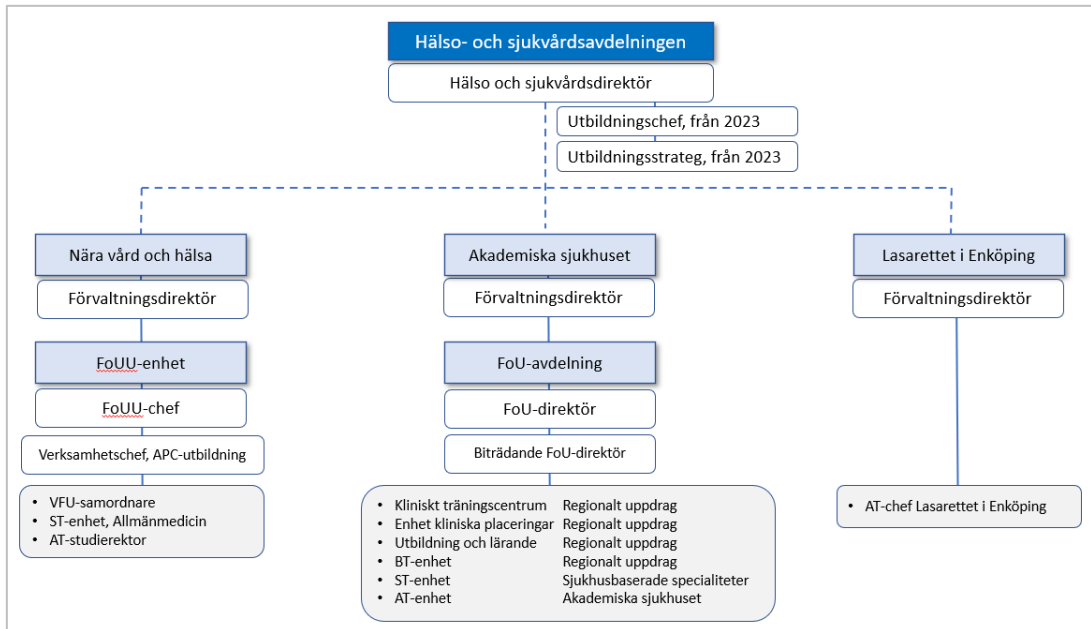 Hälso- och sjukvårdsavdelningen
Hälso och sjukvårdsdirektör
Utbildningschef, från 2023
Utbildningsstrateg, från 2023
Nära vård och hälsa
Förvaltningsdirektör
FoUU-enhet
FoUU-chef
Verksamhetschef, APC-utbildning
• VFU-samordnare
• ST-enhet, Allmänmedicin
• AT-studierektor
Akademiska sjukhuset
Förvaltningsdirektör
FoU-avdelning
FoU-direktör
Biträdande FoU-direktör
• Kliniskt träningscentrum Regionalt uppdrag
• Enhet kliniska placeringar Regionalt uppdrag
• Utbildning och lärande Regionalt uppdrag
• BT-enhet Regionalt uppdrag
• ST-enhet Sjukhusbaserade specialiteter
• AT-enhet Akademiska sjukhuset
Lasarettet i Enköping
Förvaltningsdirektör
• AT-chef Lasarettet i Enköping